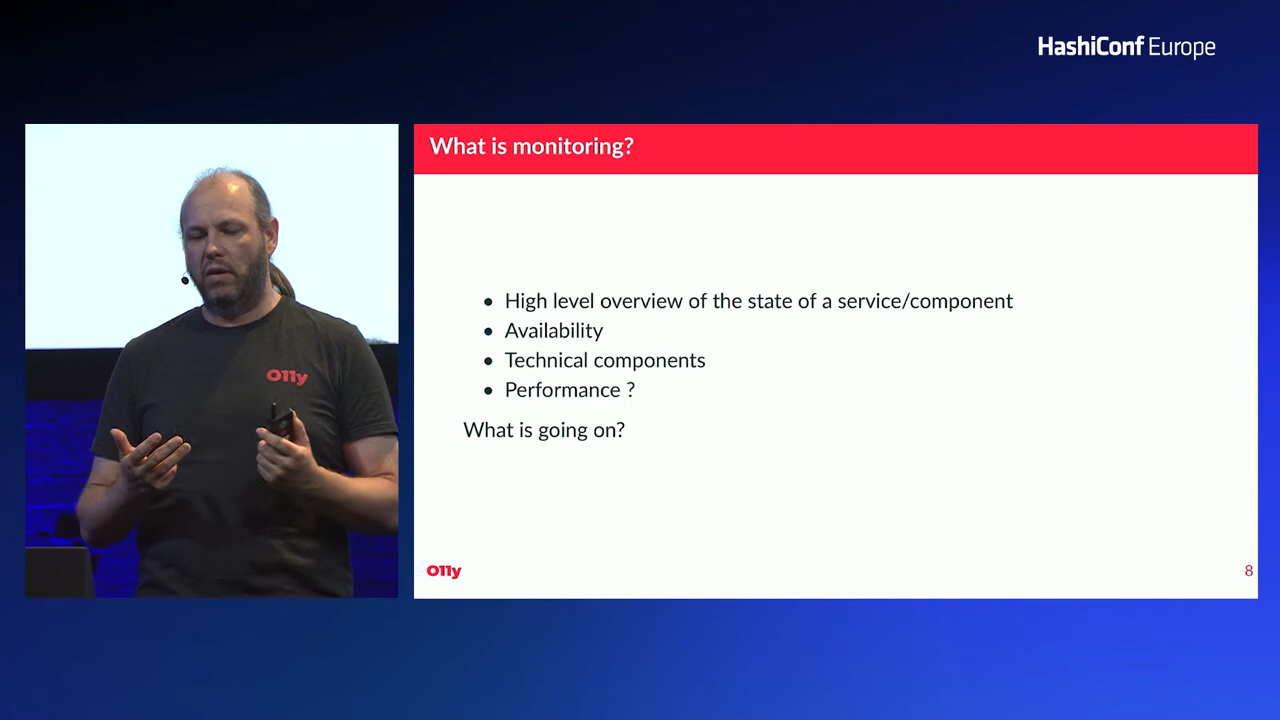 HashiConf Europe
What is monitoring?
O11y
• High level overview of the state of a service/component
• Availability
• Technical components
• Performance ?
What is going on?
O11y
8